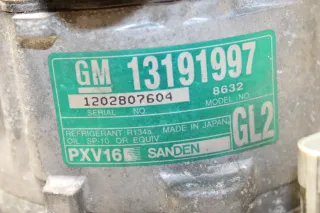 GM 13191997
1202807604 8632
SERIAL NO. MODEL NO.
REFRIGERANT R134a MADE IN JAPAN
OIL SP-10 OR EQUIV. GL2
PXV16 SANDEN